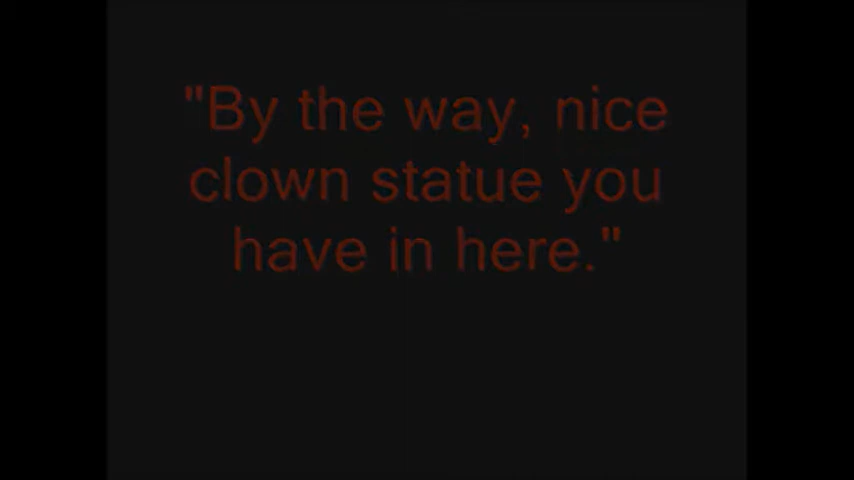 "By the way, nice
clown statue you
have in here."